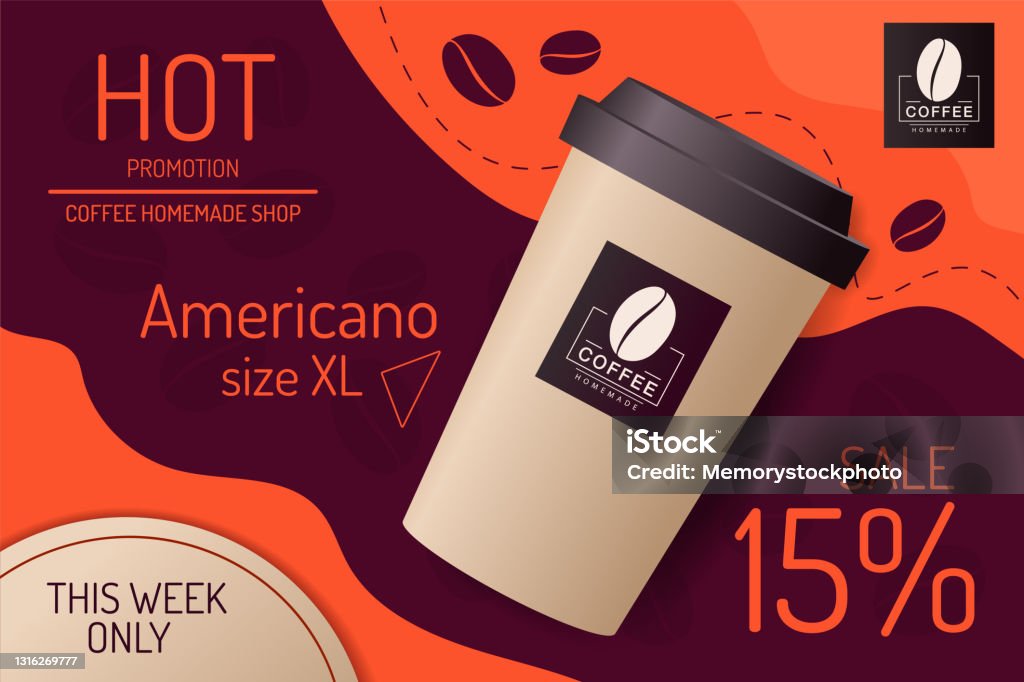 HOT
PROMOTION
COFFEE HOMEMADE SHOP
COFFEE
HOMEMADE
Americano
size XL
COFFEE
HOMEMADE
iStock™
Credit: Memorystockphoto
SALE
15%
THIS WEEK
ONLY
1316269777